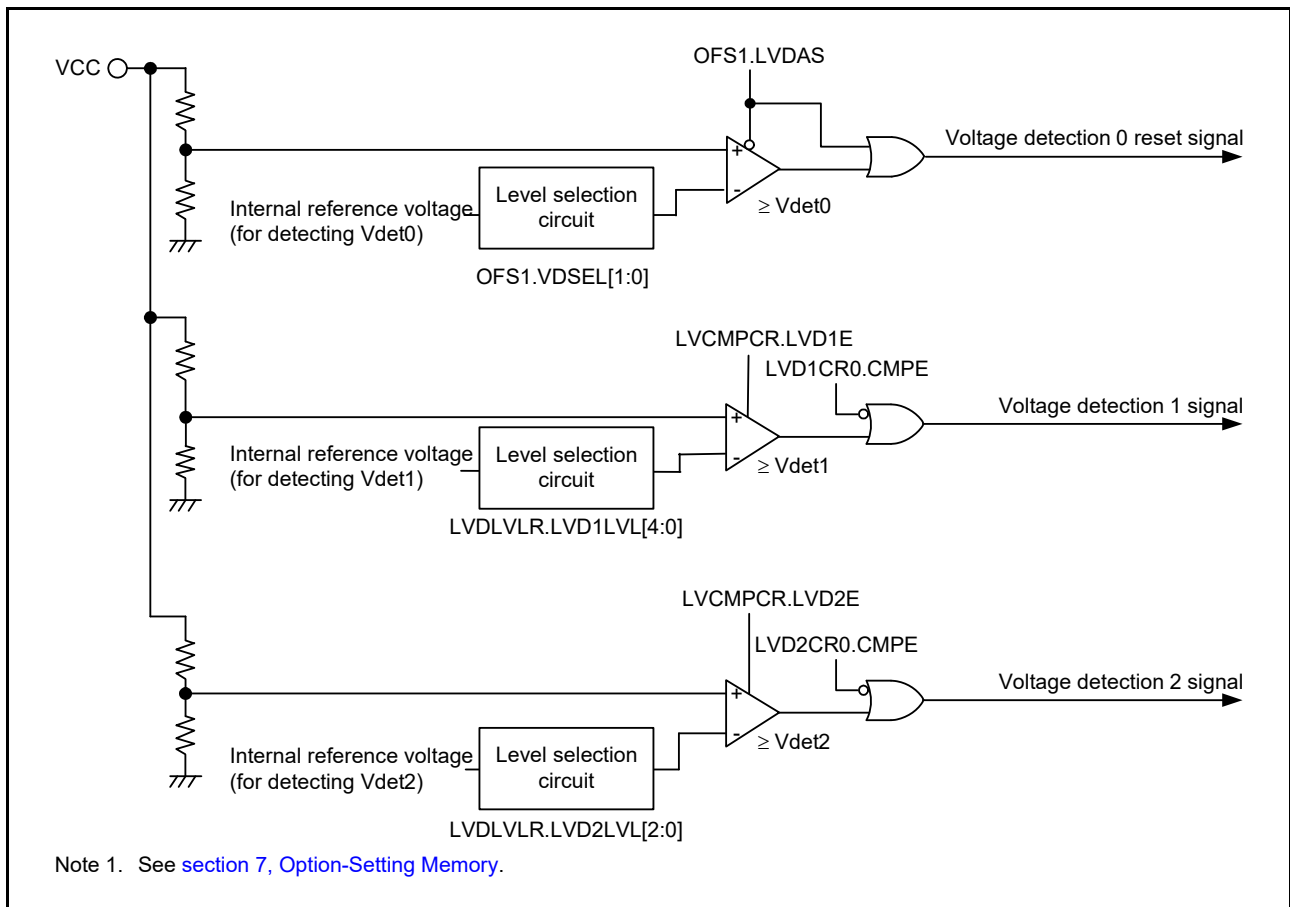 OFS1.LVDAS
VCC
Voltage detection 0 reset signal
+
-
Level selection
circuit
Internal reference voltage
(for detecting Vdet0)
≥ Vdet0
OFS1.VDSEL[1:0]
LVCMPCR.LVD1E
LVD1CR0.CMPE
Voltage detection 1 signal
+
-
Internal reference voltage
(for detecting Vdet1)
Level selection
circuit
≥ Vdet1
LVDLVLR.LVD1LVL[4:0]
LVCMPCR.LVD2E
LVD2CR0.CMPE
Voltage detection 2 signal
+
-
≥ Vdet2
Internal reference voltage
(for detecting Vdet2)
Level selection
circuit
LVDLVLR.LVD2LVL[2:0]
Note 1. See section 7, Option-Setting Memory.